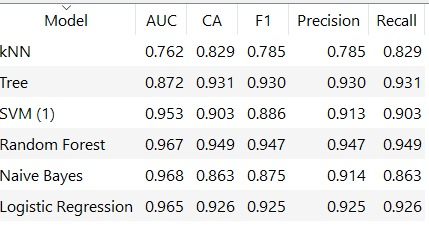 Model AUC CA F1 Precision Recall
kNN 0.762 0.829 0.785 0.785 0.829
Tree 0.872 0.931 0.930 0.930 0.931
SVM (1) 0.953 0.903 0.886 0.913 0.903
Random Forest 0.967 0.949 0.947 0.947 0.949
Naive Bayes 0.968 0.863 0.875 0.914 0.863
Logistic Regression 0.965 0.926 0.925 0.925 0.926